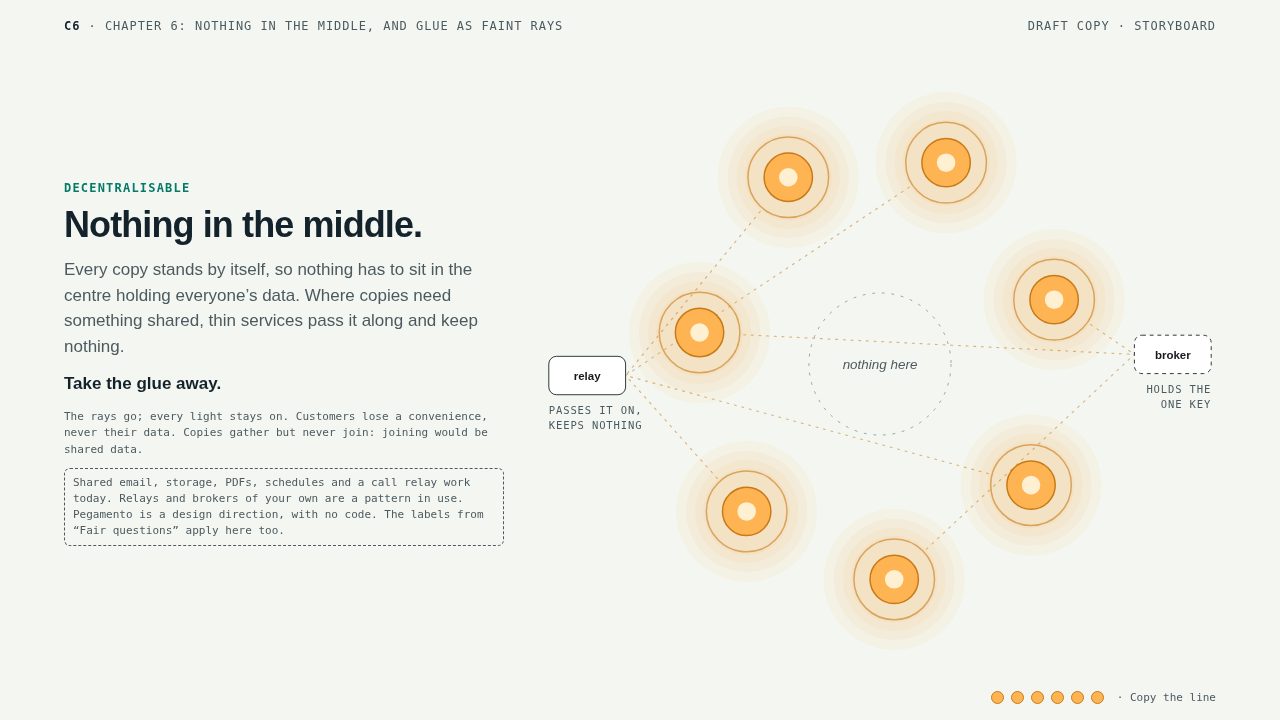 C6 · CHAPTER 6: NOTHING IN THE MIDDLE, AND GLUE AS FAINT RAYS
DRAFT COPY · STORYBOARD
DECENTRALISABLE
Nothing in the middle.
Every copy stands by itself, so nothing has to sit in the
centre holding everyone’s data. Where copies need
something shared, thin services pass it along and keep
nothing.
Take the glue away.
The rays go; every light stays on. Customers lose a convenience,
never their data. Copies gather but never join: joining would be
shared data.
Shared email, storage, PDFs, schedules and a call relay work
today. Relays and brokers of your own are a pattern in use.
Pegamento is a design direction, with no code. The labels from
“Fair questions” apply here too.
relay
PASSES IT ON,
KEEPS NOTHING
nothing here
broker
HOLDS THE
ONE KEY
· Copy the line